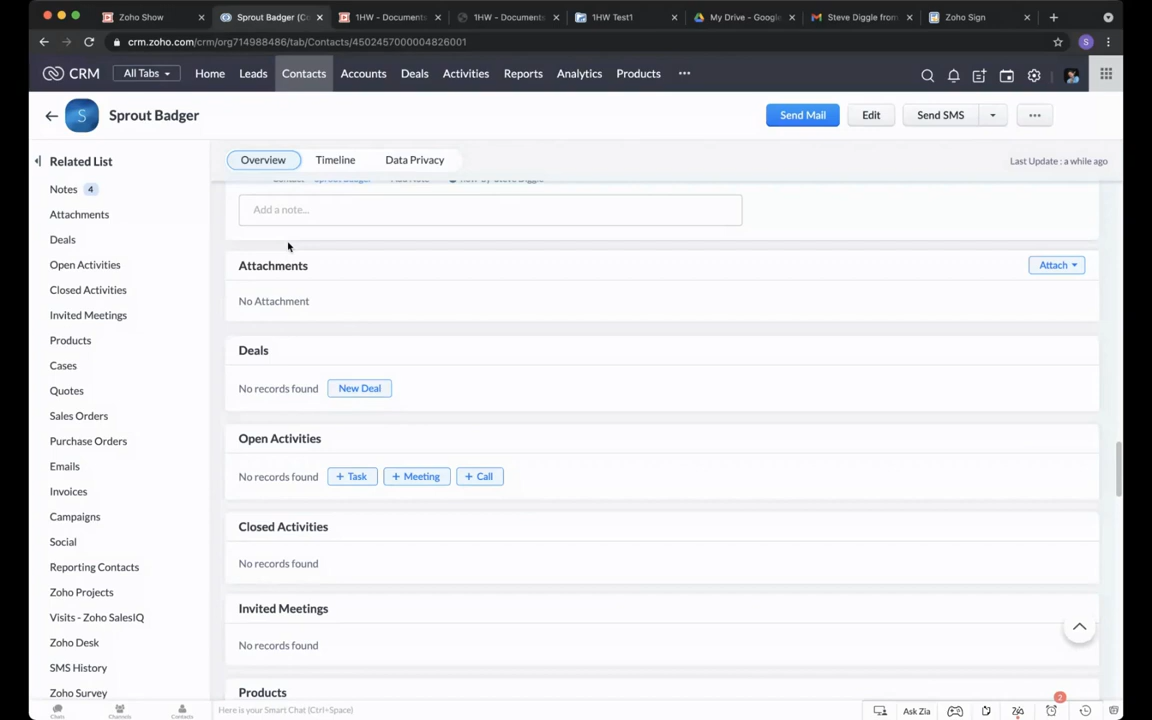 Zoho Show
Sprout Badger (C
1HW - Documents
1HW - Documents
1HW Test1
My Drive - Google
Steve Diggle from
Zoho Sign
crm.zoho.com/crm/org714988486/tab/Contacts/4502457000004826001
S
CRM
All Tabs
Home
Leads
Contacts
Accounts
Deals
Activities
Reports
Analytics
Products
S
Sprout Badger
Send Mail
Edit
Send SMS
Related List
Overview
Timeline
Data Privacy
Last Update : a while ago
Notes 4
Attachments
Deals
Open Activities
Closed Activities
Invited Meetings
Products
Cases
Quotes
Sales Orders
Purchase Orders
Emails
Invoices
Campaigns
Social
Reporting Contacts
Zoho Projects
Visits - Zoho SalesIQ
Zoho Desk
SMS History
Zoho Survey
Add a note...
Attachments
Attach
No Attachment
Deals
No records found
New Deal
Open Activities
No records found
+ Task
+ Meeting
+ Call
Closed Activities
No records found
Invited Meetings
No records found
Products
Chats
Channels
Contacts
Here is your Smart Chat (Ctrl+Space)
Ask Zia
2